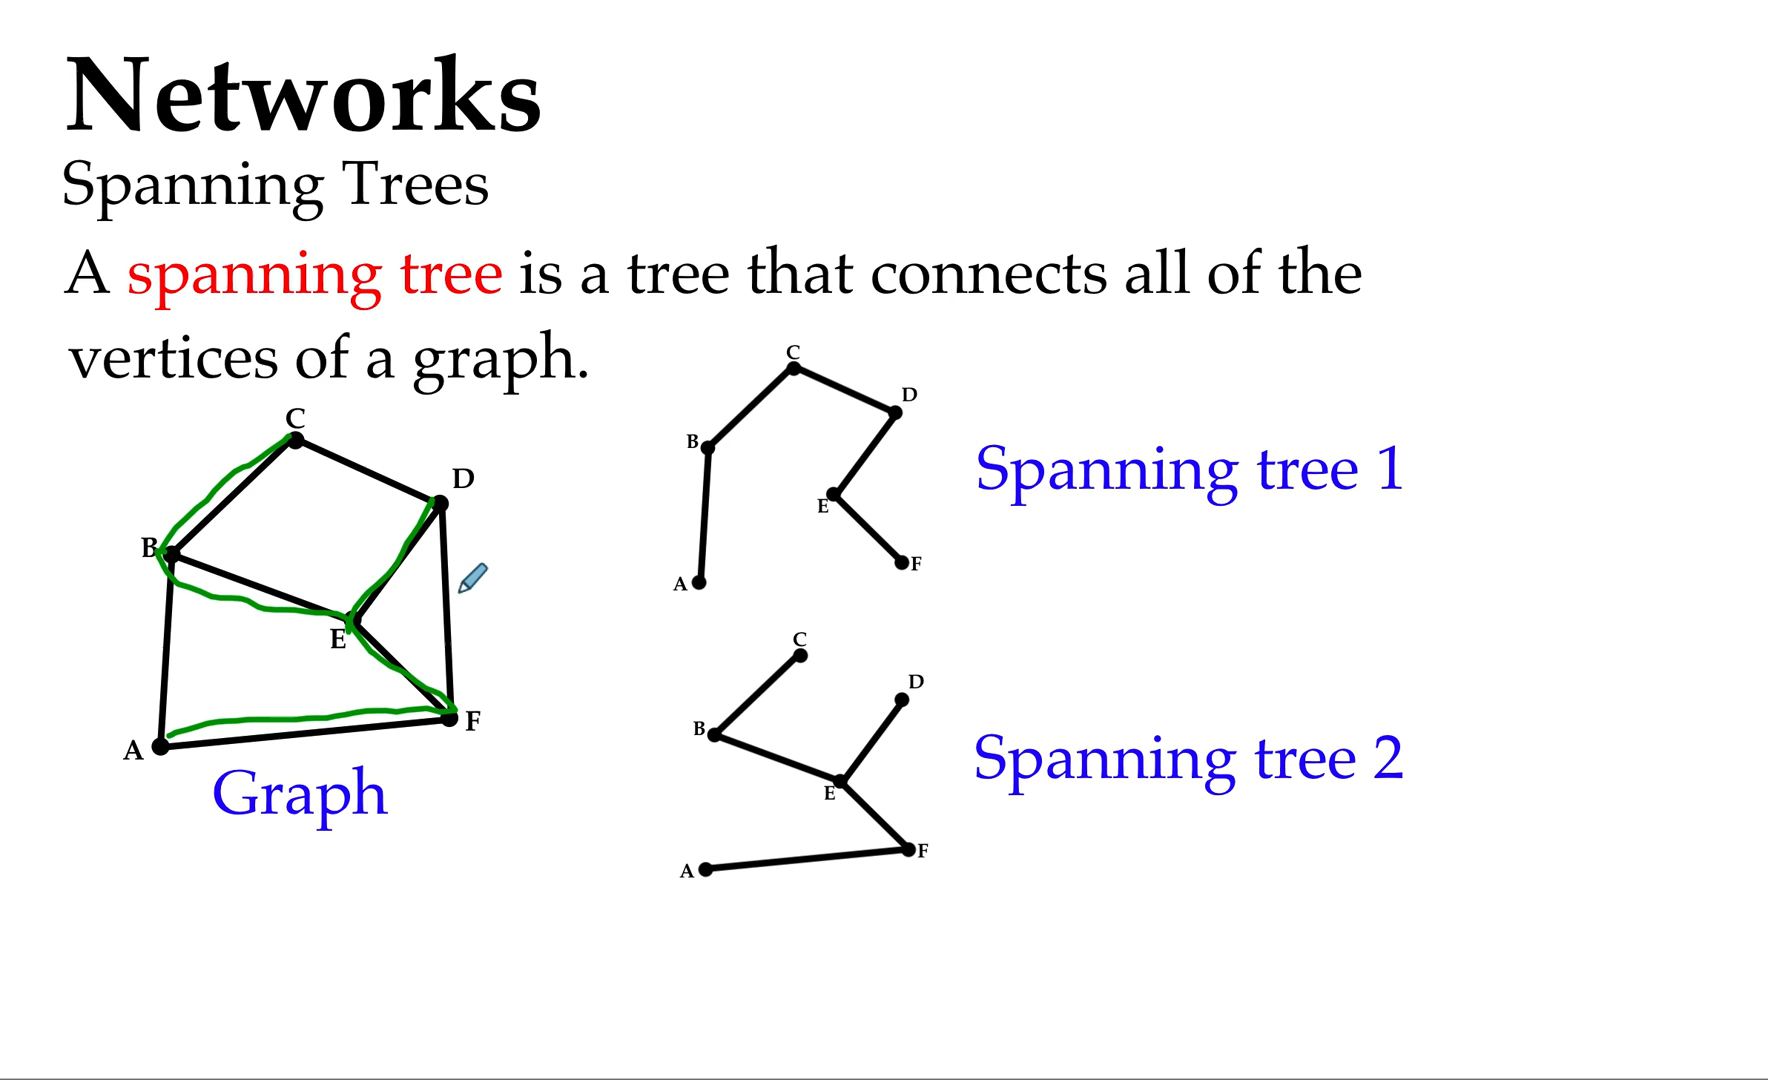 Networks
Spanning Trees
A spanning tree is a tree that connects all of the
vertices of a graph.
C
D
B
E
A
F
Graph
C
D
B
E
A
F
Spanning tree 1
C
D
B
E
A
F
Spanning tree 2